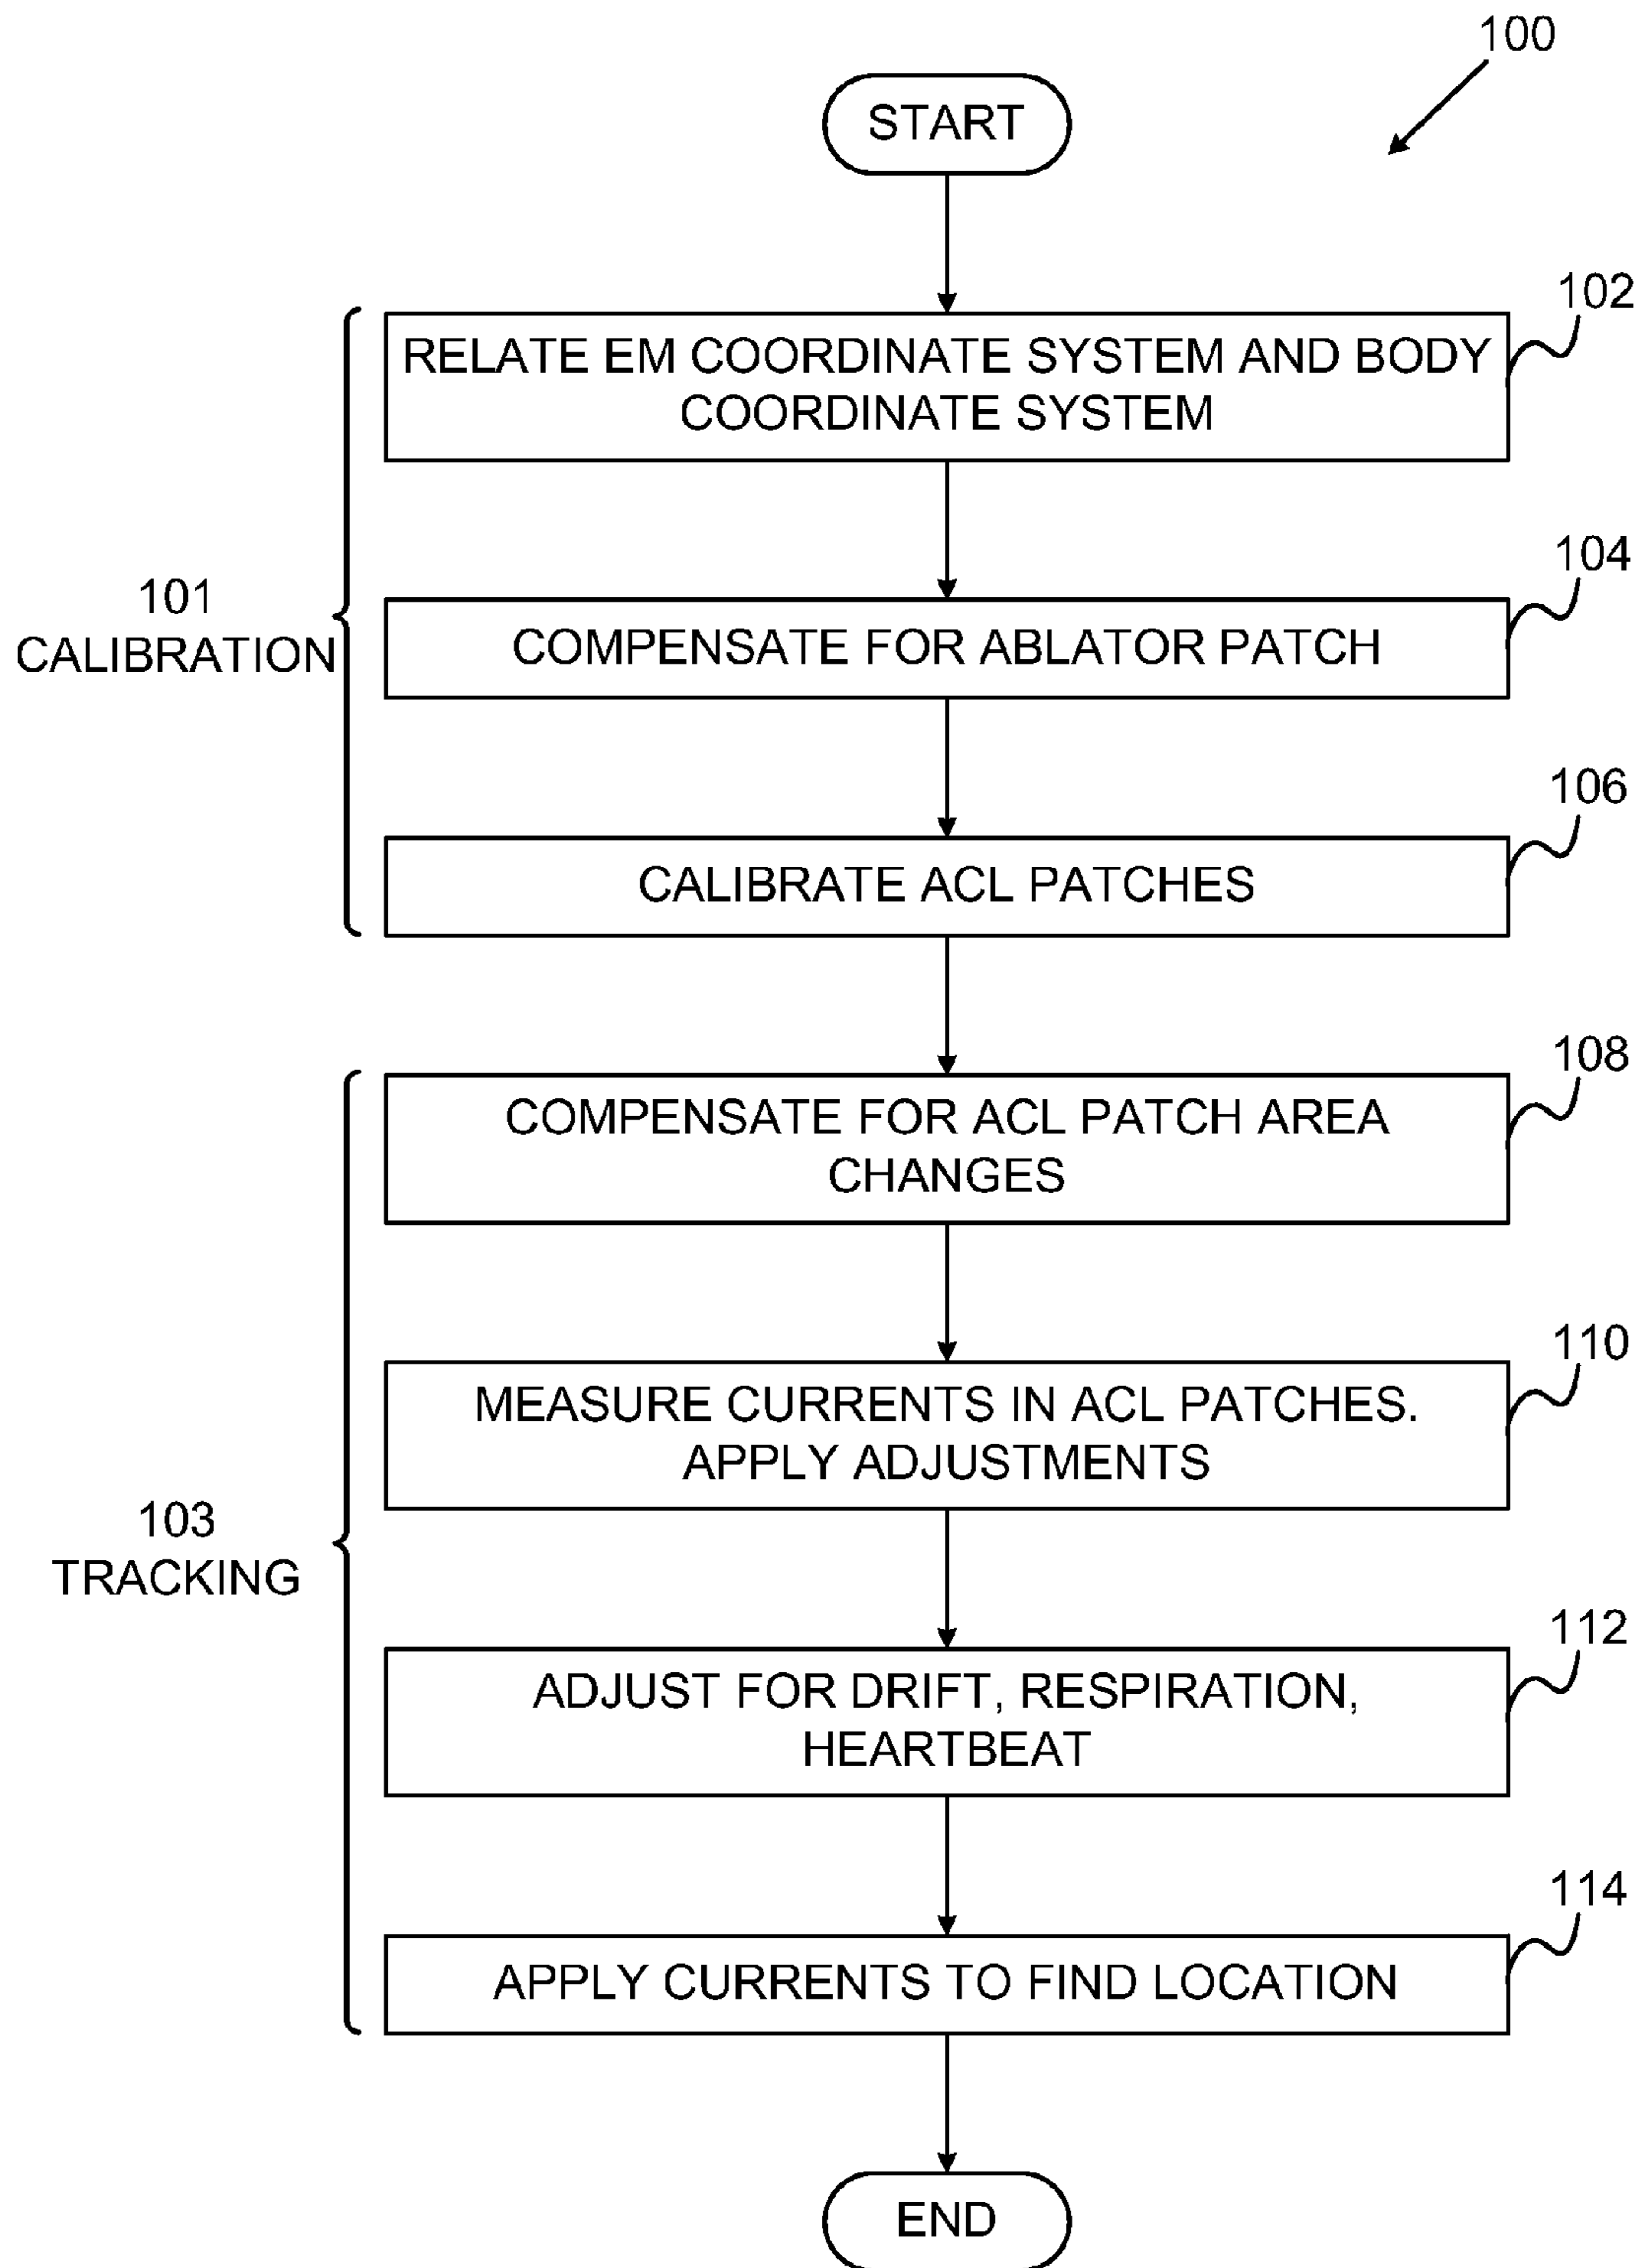 100
START
102
RELATE EM COORDINATE SYSTEM AND BODY
COORDINATE SYSTEM
104
COMPENSATE FOR ABLATOR PATCH
101
CALIBRATION
106
CALIBRATE ACL PATCHES
108
COMPENSATE FOR ACL PATCH AREA
CHANGES
110
MEASURE CURRENTS IN ACL PATCHES.
APPLY ADJUSTMENTS
103
TRACKING
112
ADJUST FOR DRIFT, RESPIRATION,
HEARTBEAT
114
APPLY CURRENTS TO FIND LOCATION
END